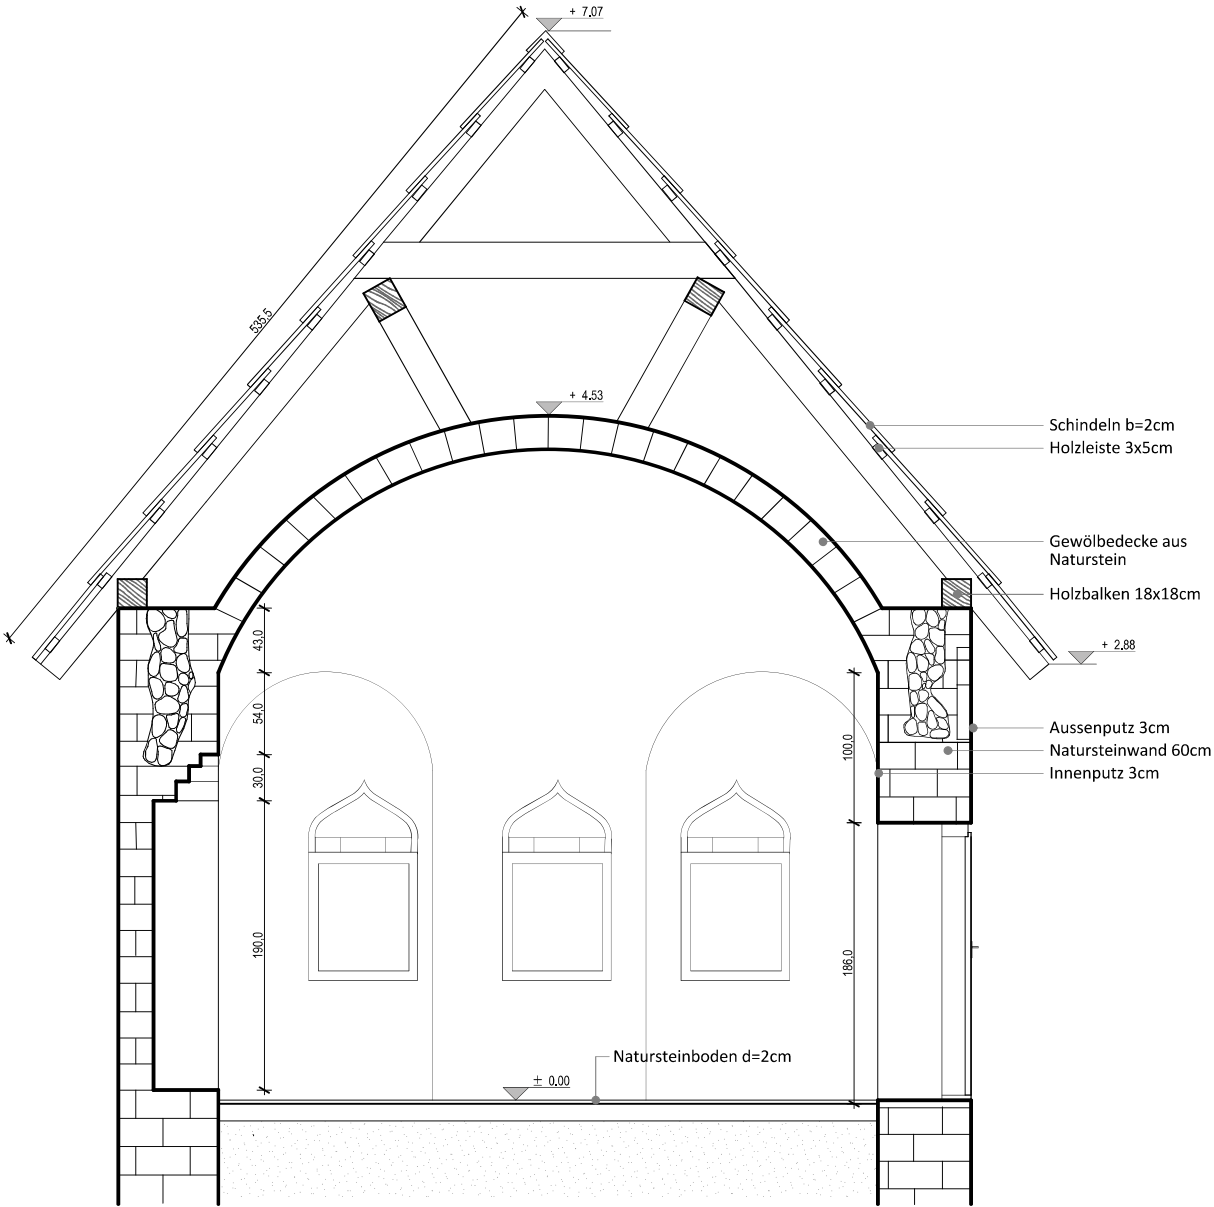 + 7.07
535.5
+ 4.53
Schindeln b=2cm
Holzleiste 3x5cm
Gewölbedecke aus
Naturstein
Holzbalken 18x18cm
43.0
+ 2.88
54.0
Aussenputz 3cm
100.0
Natursteinwand 60cm
30.0
Innenputz 3cm
190.0
186.0
Natursteinboden d=2cm
± 0.00